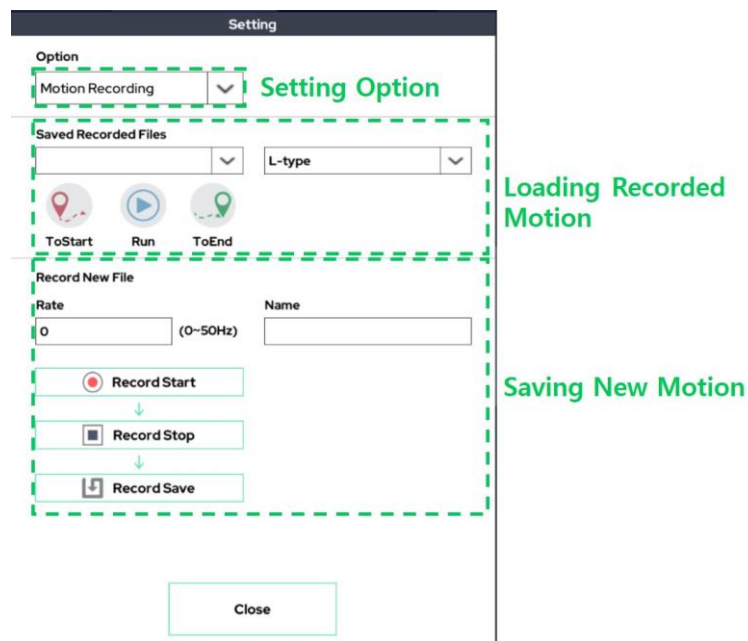 Setting
Option
Motion Recording
Setting Option
Saved Recorded Files
L-type
Loading Recorded
Motion
ToStart Run ToEnd
Record New File
Rate Name
0 (0~50Hz)
Record Start
Saving New Motion
Record Stop
Record Save
Close